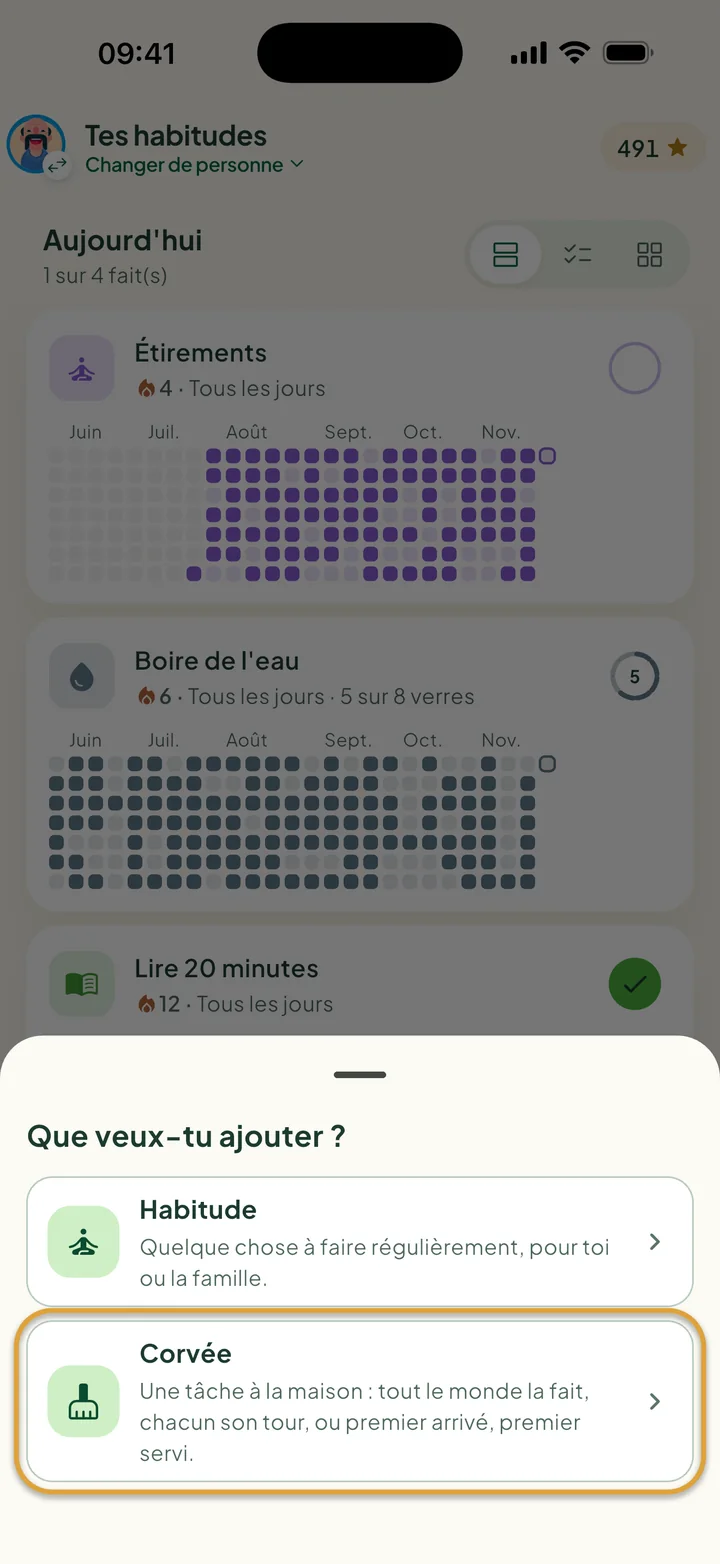 09:41
Tes habitudes
Changer de personne
491
Aujourd'hui
1 sur 4 fait(s)
Étirements
4 · Tous les jours
Juin Juil. Août Sept. Oct. Nov.
Boire de l'eau
6 · Tous les jours · 5 sur 8 verres
5
Juin Juil. Août Sept. Oct. Nov.
Lire 20 minutes
12 · Tous les jours
Que veux-tu ajouter ?
Habitude
Quelque chose à faire régulièrement, pour toi
ou la famille.
Corvée
Une tâche à la maison : tout le monde la fait,
chacun son tour, ou premier arrivé, premier
servi.